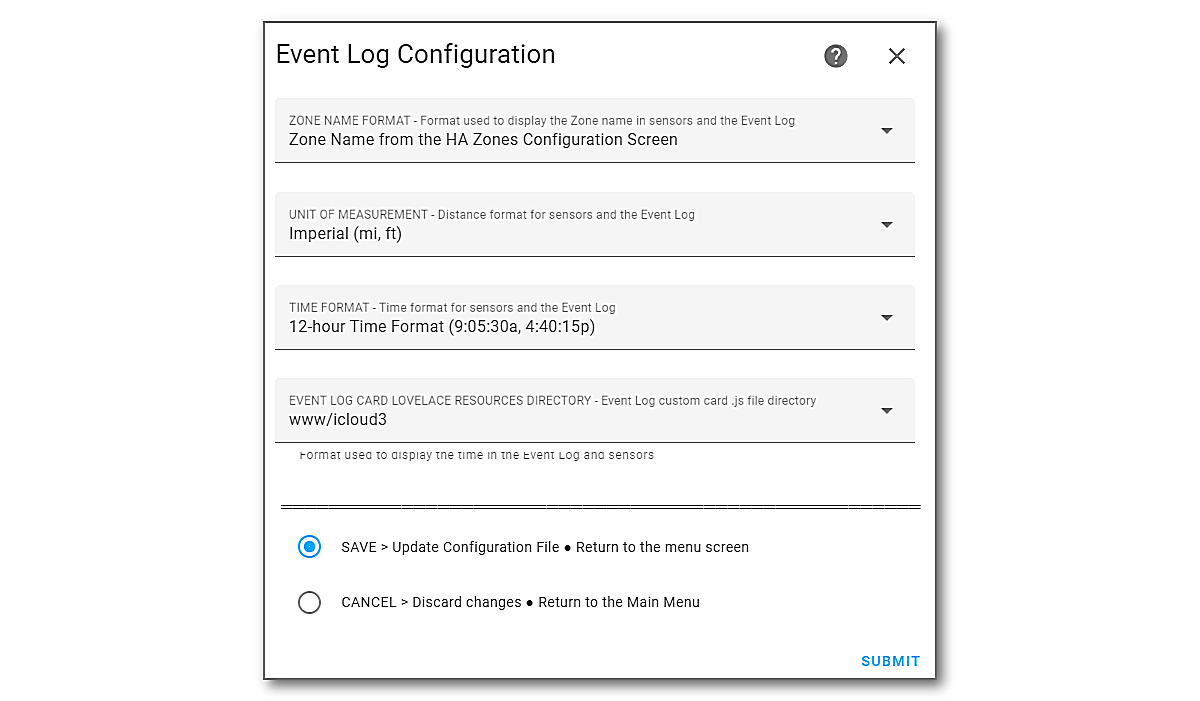 Event Log Configuration
?
ZONE NAME FORMAT - Format used to display the Zone name in sensors and the Event Log
Zone Name from the HA Zones Configuration Screen
UNIT OF MEASUREMENT - Distance format for sensors and the Event Log
Imperial (mi, ft)
TIME FORMAT - Time format for sensors and the Event Log
12-hour Time Format (9:05:30a, 4:40:15p)
EVENT LOG CARD LOVELACE RESOURCES DIRECTORY - Event Log custom card .js file directory
www/icloud3
Format used to display the time in the Event Log and sensors
SAVE > Update Configuration File ● Return to the menu screen
CANCEL > Discard changes ● Return to the Main Menu
SUBMIT